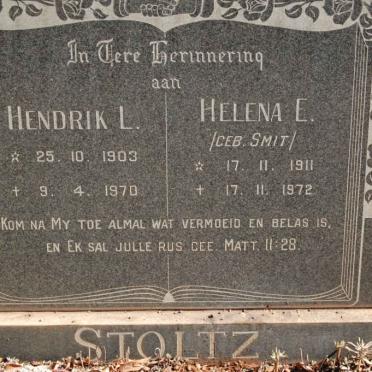 In Tere Herinnering
aan
HENDRIK L.
☆ 25. 10. 1903
+ 9. 4. 1970
HELENA E.
/GEB. SMIT/
☆ 17. 11. 1911
+ 17. 11. 1972
KOM NA MY TOE ALMAL WAT VERMOEID EN BELAS IS,
EN EK SAL JULLE RUS GEE. MATT. 11:28.
STOLTZ